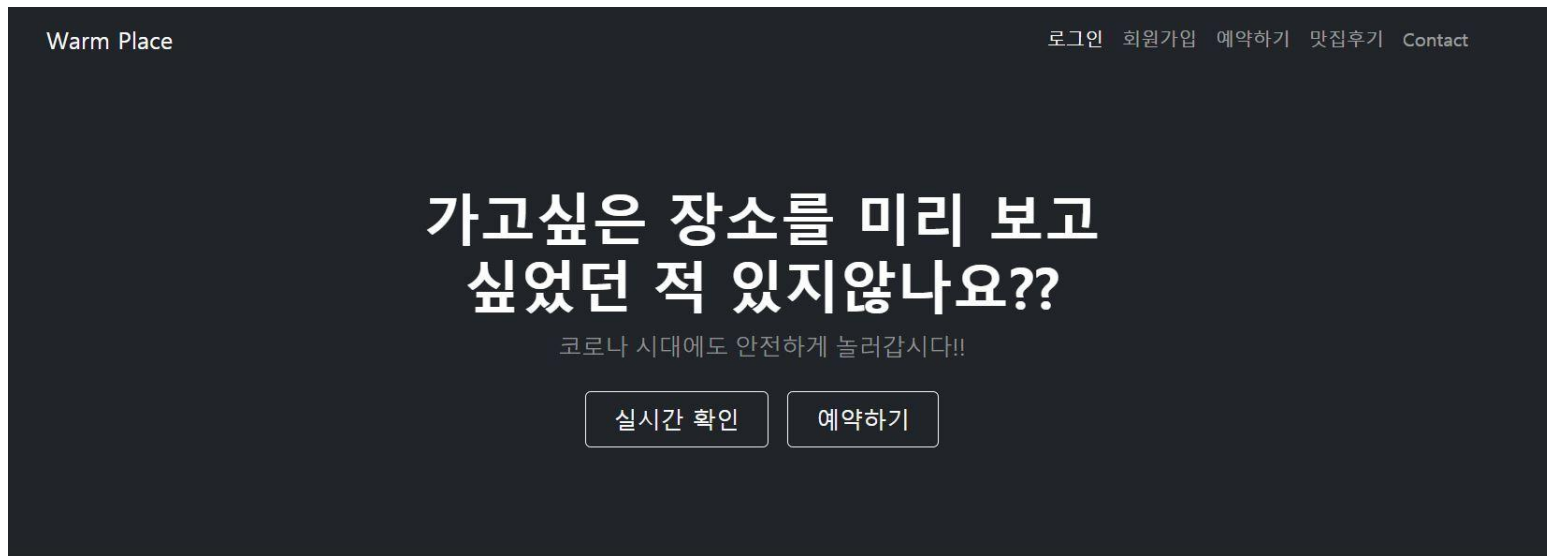 Warm Place
로그인 회원가입 예약하기 맛집후기 Contact
가고싶은 장소를 미리 보고
싶었던 적 있지않나요??
코로나 시대에도 안전하게 놀러갑시다!!
실시간 확인 예약하기